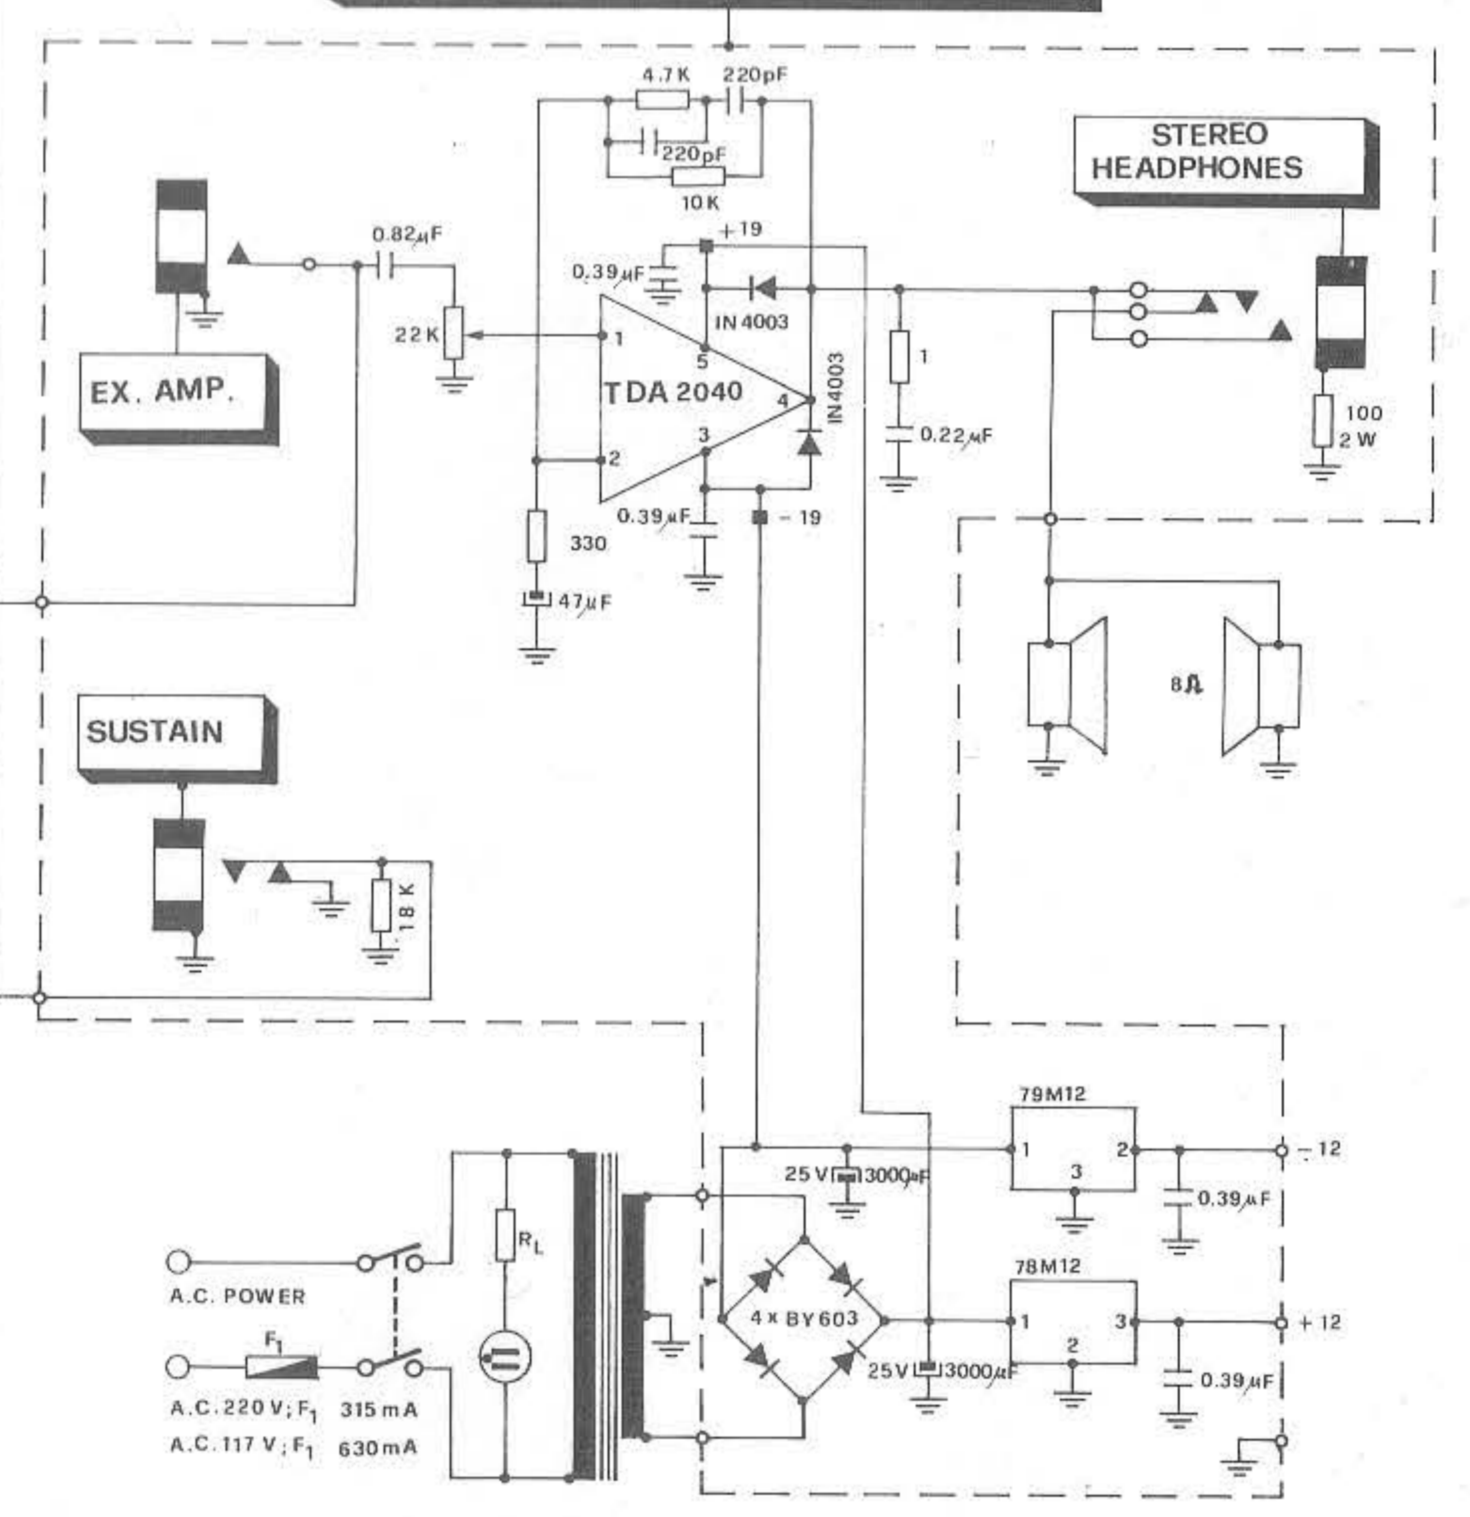 4.7K
220pF
220pF
10K
STEREO
HEADPHONES
0.82µF
+19
0.39µF
IN4003
22K
1
5
TDA 2040
4
IN4003
1
EX. AMP.
3
2
0.22µF
100
2W
0.39µF
-19
330
47µF
8Ω
SUSTAIN
18K
79M12
1
2
-12
3
25V
3000µF
0.39µF
RL
A.C. POWER
78M12
4xBY603
1
3
+12
2
F1
25V
3000µF
0.39µF
A.C.220V;F1 315mA
A.C.117V;F1 630mA